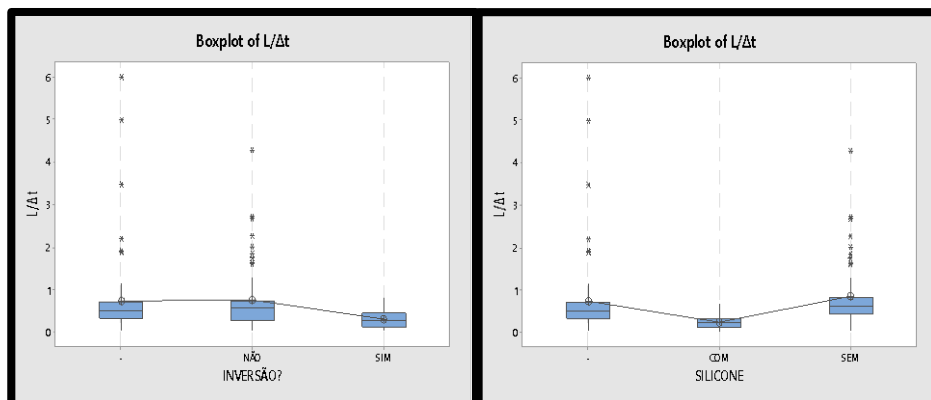 Boxplot of L/Δt
6
5
4
3
2
1
0
L/Δt
- NÃO SIM
INVERSÃO?
Boxplot of L/Δt
6
5
4
3
2
1
0
L/Δt
- COM SEM
SILICONE